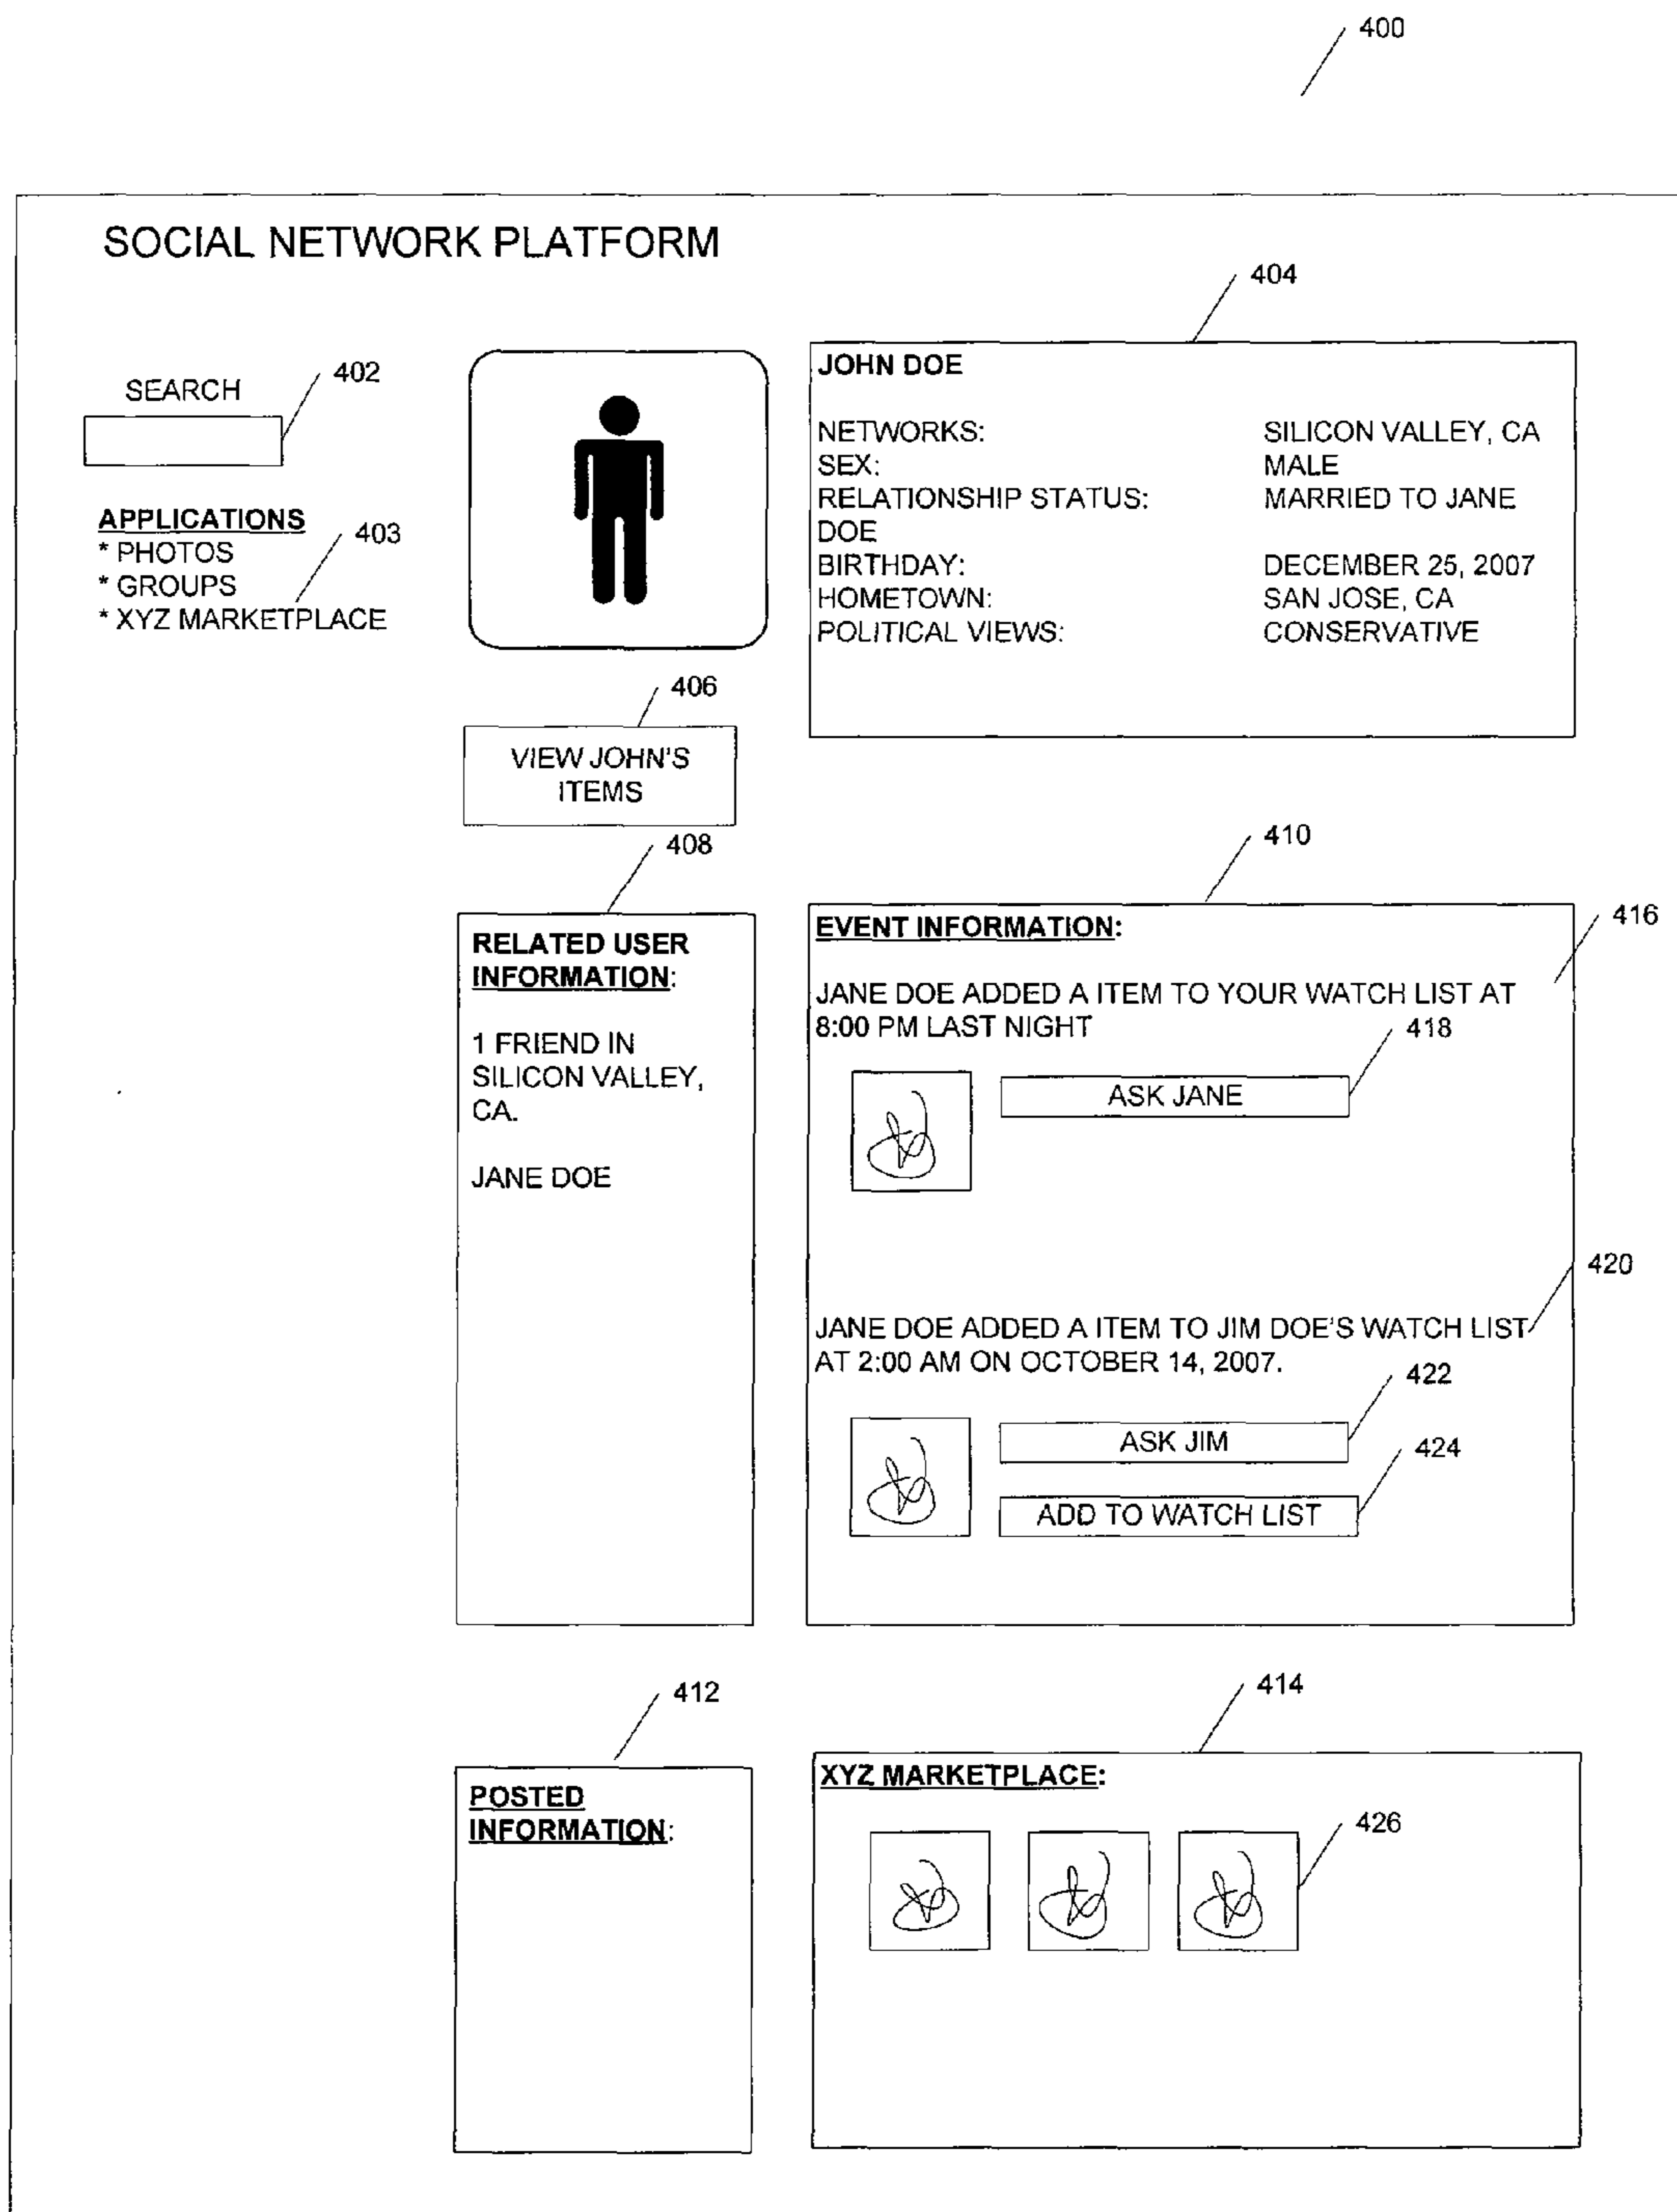 400
SOCIAL NETWORK PLATFORM
404
SEARCH
402
APPLICATIONS
403
* PHOTOS
* GROUPS
* XYZ MARKETPLACE
JOHN DOE
NETWORKS: SILICON VALLEY, CA
SEX: MALE
RELATIONSHIP STATUS: MARRIED TO JANE
DOE
BIRTHDAY: DECEMBER 25, 2007
HOMETOWN: SAN JOSE, CA
POLITICAL VIEWS: CONSERVATIVE
406
VIEW JOHN'S
ITEMS
408
RELATED USER
INFORMATION:
1 FRIEND IN
SILICON VALLEY,
CA.
JANE DOE
410
EVENT INFORMATION:
416
JANE DOE ADDED A ITEM TO YOUR WATCH LIST AT
8:00 PM LAST NIGHT
418
ASK JANE
420
JANE DOE ADDED A ITEM TO JIM DOE'S WATCH LIST
AT 2:00 AM ON OCTOBER 14, 2007.
422
ASK JIM
424
ADD TO WATCH LIST
412
POSTED
INFORMATION:
414
XYZ MARKETPLACE:
426